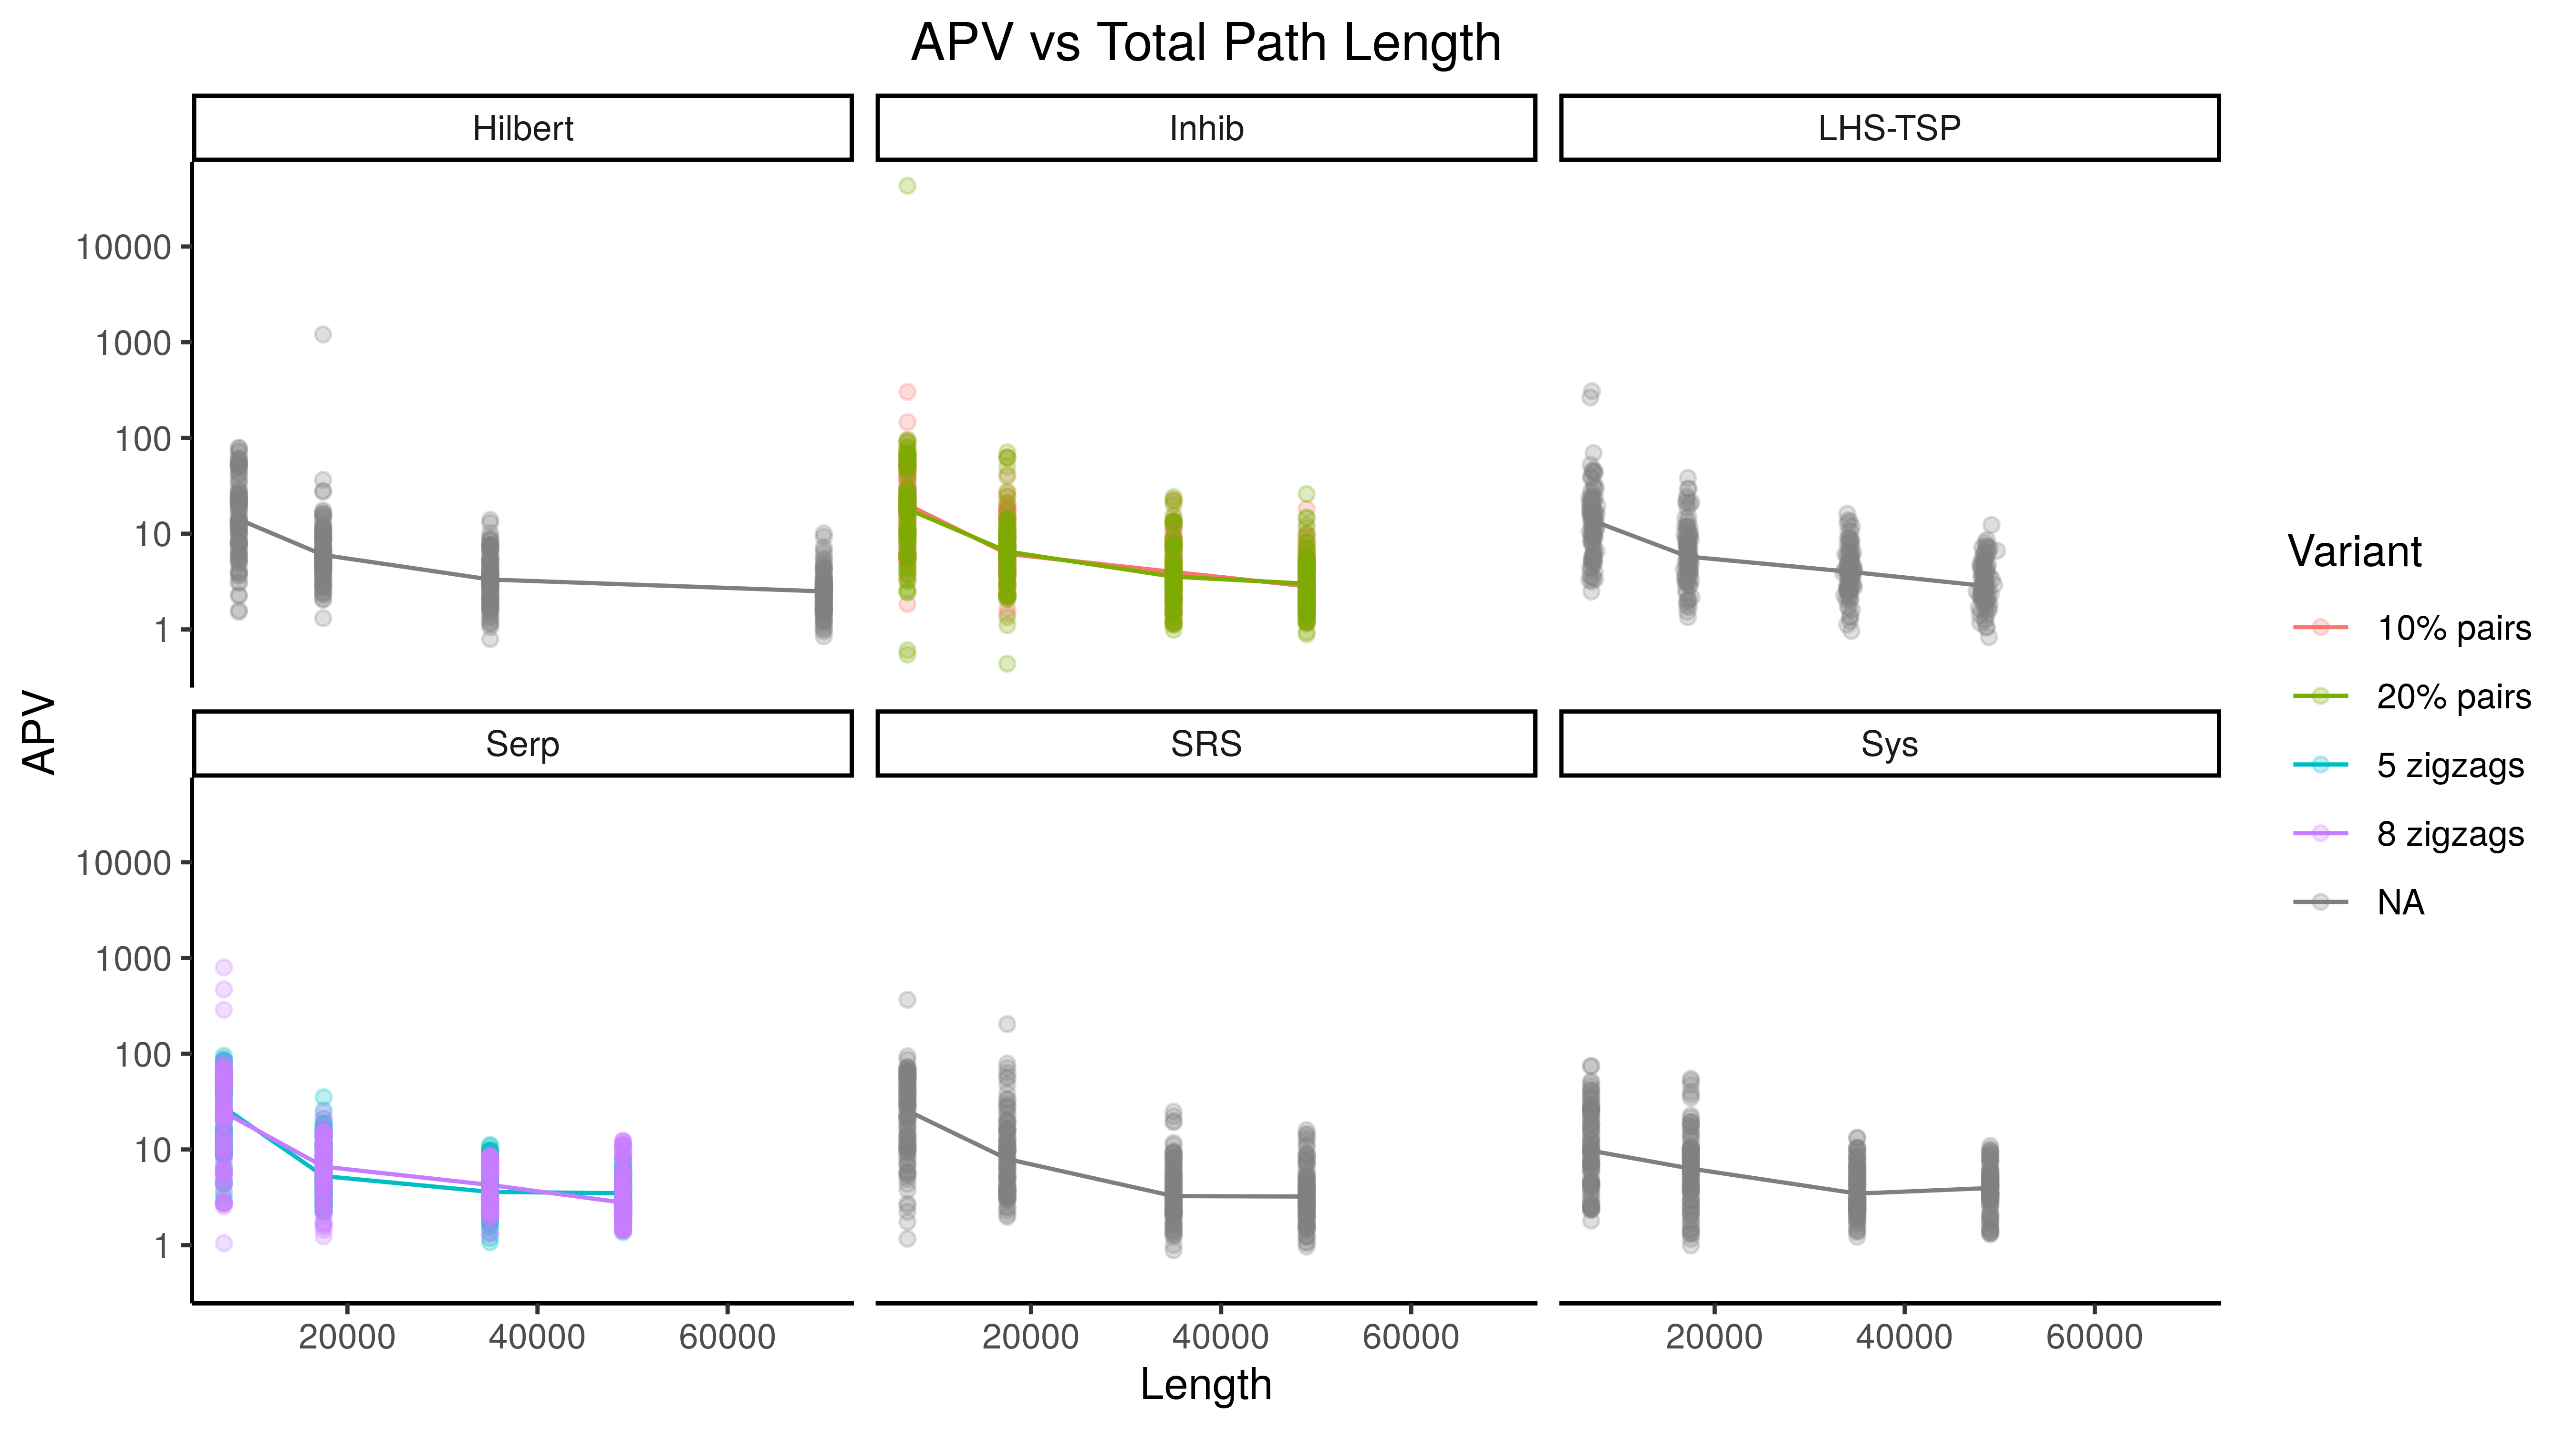 APV vs Total Path Length
Hilbert
Inhib
LHS-TSP
10000
1000
100
10
1
Serp
SRS
Sys
10000
1000
100
10
1
20000 40000 60000
20000 40000 60000
20000 40000 60000
Length
APV
Variant
10% pairs
20% pairs
5 zigzags
8 zigzags
NA